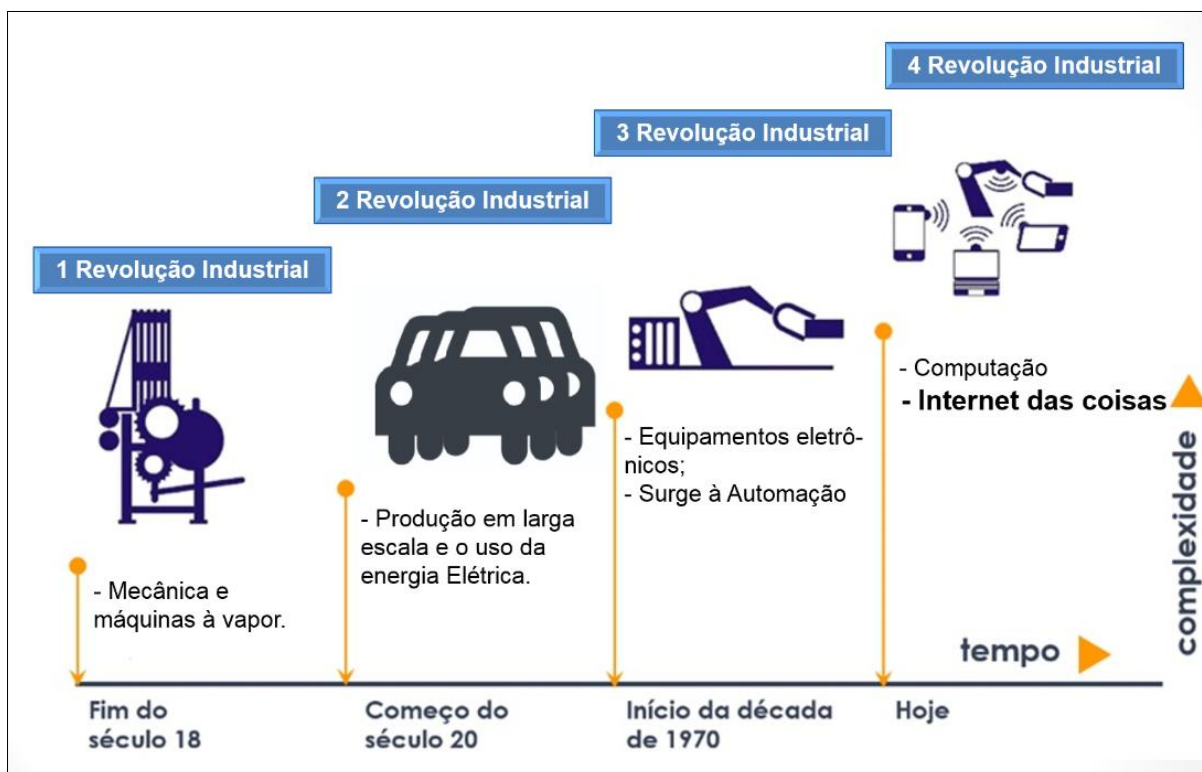 4 Revolução Industrial
3 Revolução Industrial
2 Revolução Industrial
1 Revolução Industrial
- Computação
- Internet das coisas
- Equipamentos eletrô-
nicos;
- Surge à Automação
- Produção em larga
escala e o uso da
energia Elétrica.
- Mecânica e
máquinas à vapor.
complexidade
tempo
Fim do
século 18
Começo do
século 20
Início da década
de 1970
Hoje